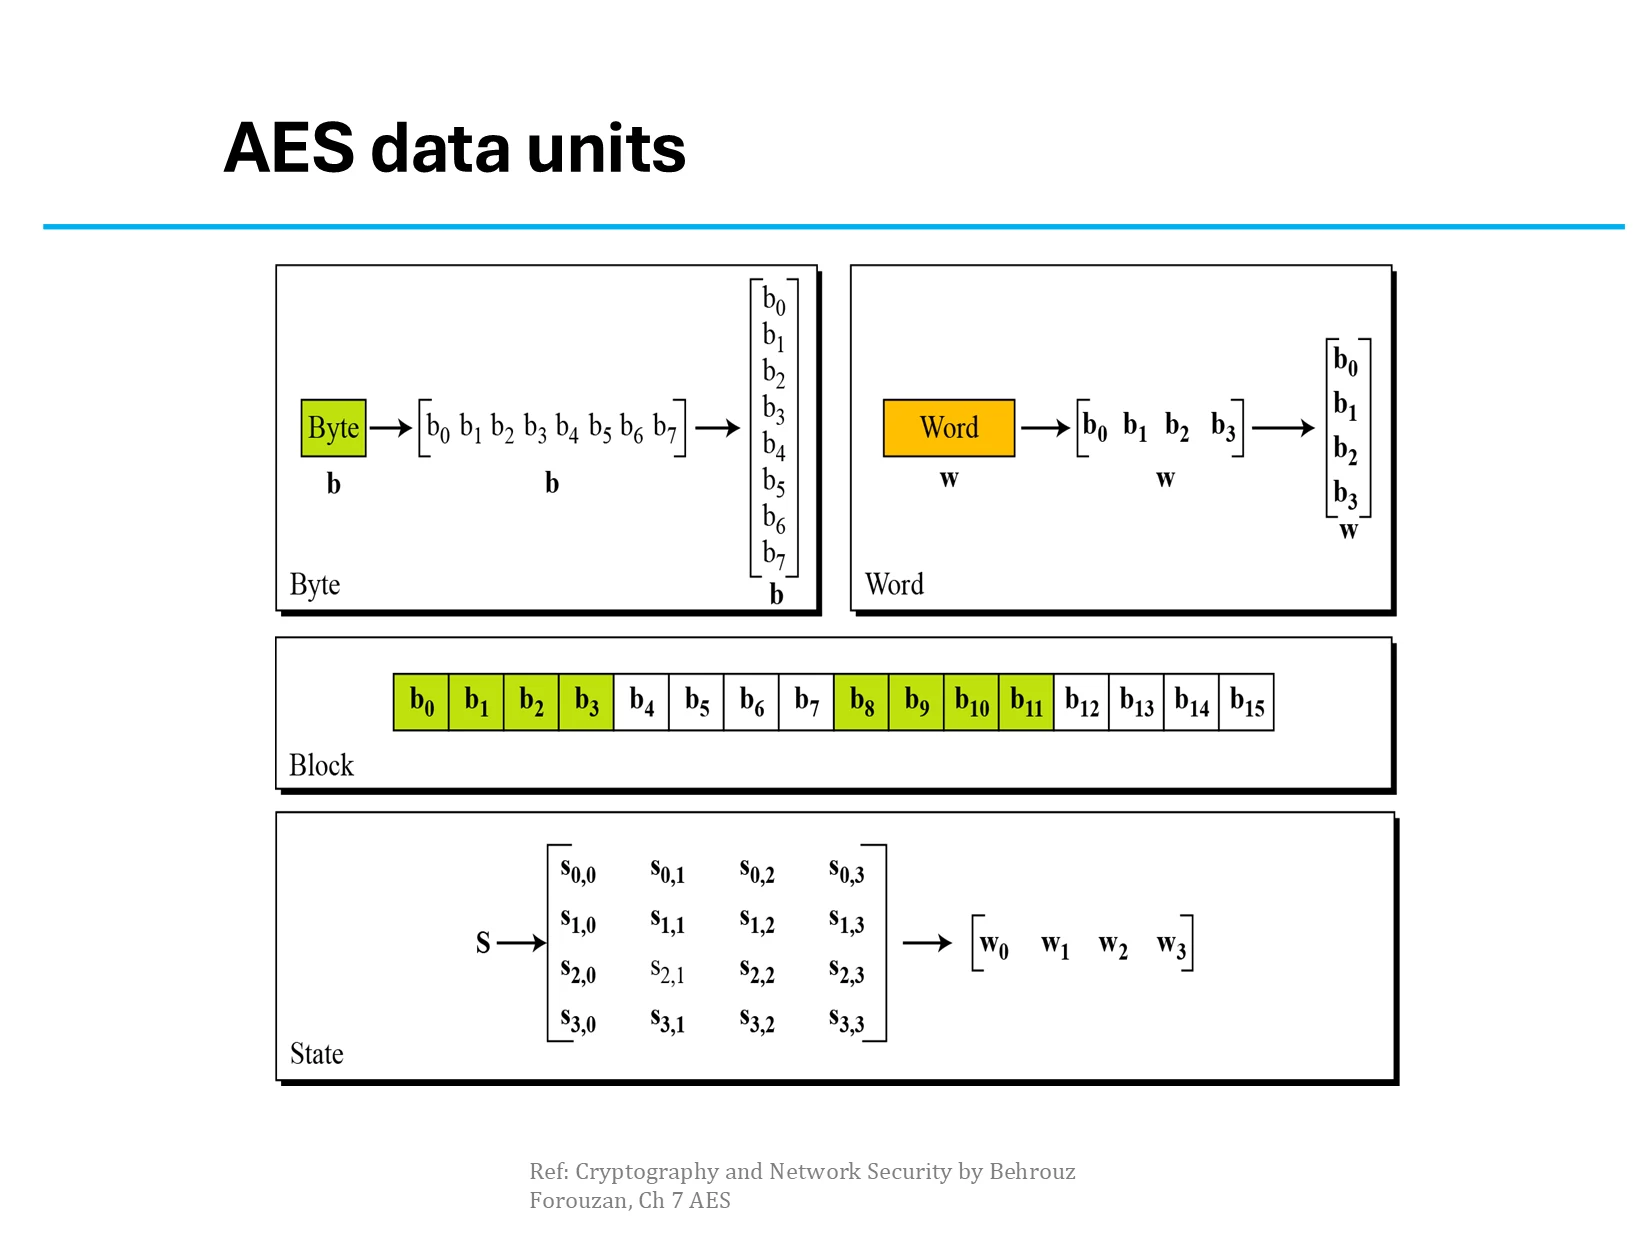 AES data units
Byte → [b0 b1 b2 b3 b4 b5 b6 b7] →
b
b
b0
b1
b2
b3
b4
b5
b6
b7
b
Byte
Word → [b0 b1 b2 b3] →
w
w
b0
b1
b2
b3
w
Word
b0 b1 b2 b3 b4 b5 b6 b7 b8 b9 b10 b11 b12 b13 b14 b15
Block
s0,0 s0,1 s0,2 s0,3
s1,0 s1,1 s1,2 s1,3
S → → [w0 w1 w2 w3]
s2,0 s2,1 s2,2 s2,3
s3,0 s3,1 s3,2 s3,3
State
Ref: Cryptography and Network Security by Behrouz
Forouzan, Ch 7 AES